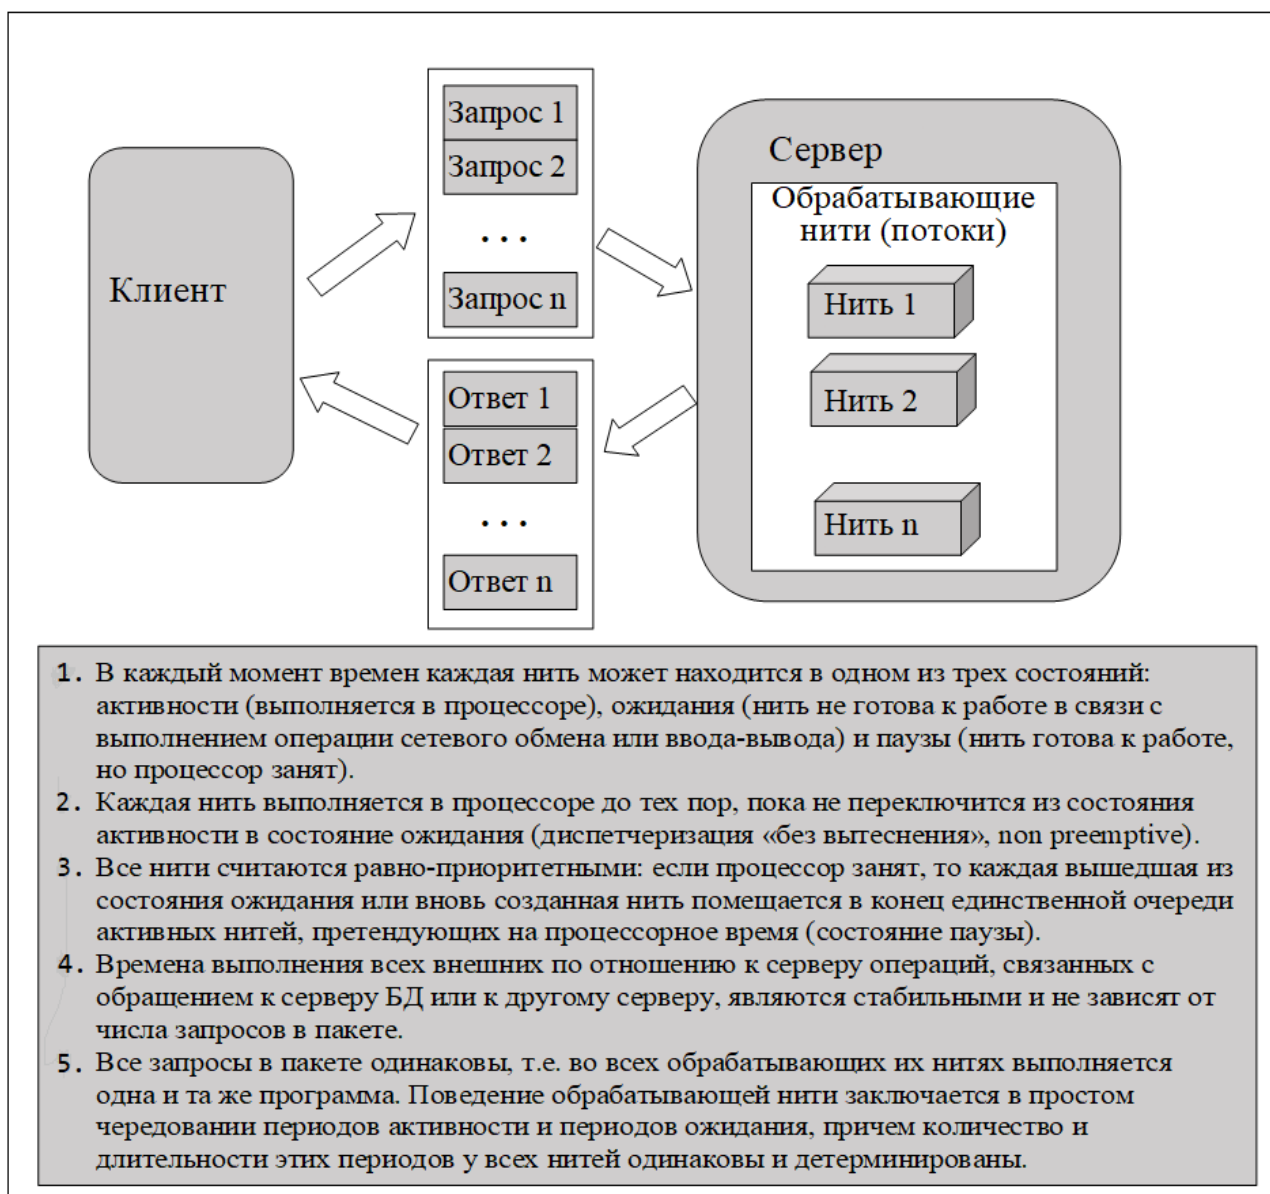 Запрос 1
Запрос 2
. . .
Запрос n
Клиент
Ответ 1
Ответ 2
. . .
Ответ n
Сервер
Обрабатывающие
нити (потоки)
Нить 1
Нить 2
Нить n
1. В каждый момент времен каждая нить может находится в одном из трех состояний:
активности (выполняется в процессоре), ожидания (нить не готова к работе в связи с
выполнением операции сетевого обмена или ввода-вывода) и паузы (нить готова к работе,
но процессор занят).
2. Каждая нить выполняется в процессоре до тех пор, пока не переключится из состояния
активности в состояние ожидания (диспетчеризация «без вытеснения», non preemptive).
3. Все нити считаются равно-приоритетными: если процессор занят, то каждая вышедшая из
состояния ожидания или вновь созданная нить помещается в конец единственной очереди
активных нитей, претендующих на процессорное время (состояние паузы).
4. Времена выполнения всех внешних по отношению к серверу операций, связанных с
обращением к серверу БД или к другому серверу, являются стабильными и не зависят от
числа запросов в пакете.
5. Все запросы в пакете одинаковы, т.е. во всех обрабатывающих их нитях выполняется
одна и та же программа. Поведение обрабатывающей нити заключается в простом
чередовании периодов активности и периодов ожидания, причем количество и
длительности этих периодов у всех нитей одинаковы и детерминированы.